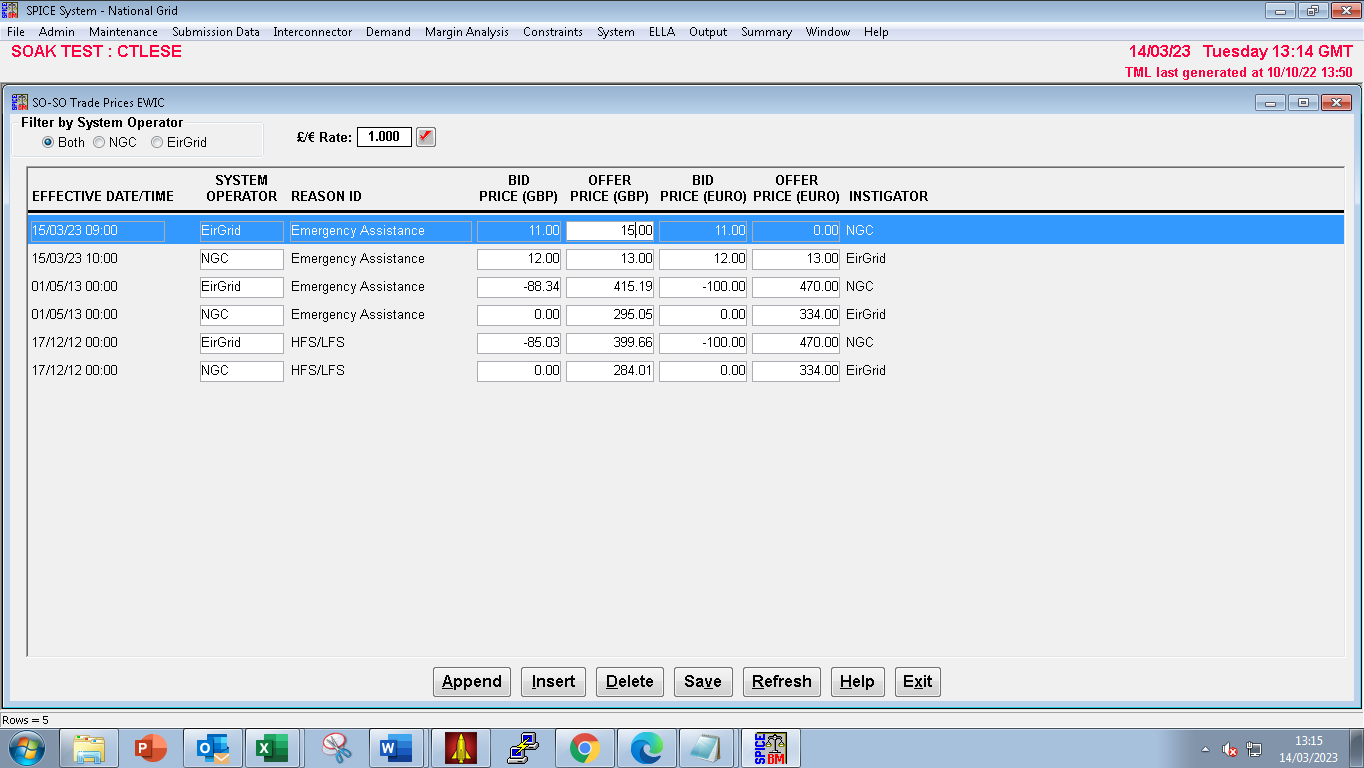 SPICE System - National Grid
File Admin Maintenance Submission Data Interconnector Demand Margin Analysis Constraints System ELLA Output Summary Window Help
SOAK TEST : CTLESE 14/03/23 Tuesday 13:14 GMT
TML last generated at 10/10/22 13:50
SO-SO Trade Prices EWIC
Filter by System Operator
Both NGC EirGrid £/€ Rate: 1.000
SYSTEM BID OFFER BID OFFER
EFFECTIVE DATE/TIME OPERATOR REASON ID PRICE (GBP) PRICE (GBP) PRICE (EURO) PRICE (EURO) INSTIGATOR
15/03/23 09:00 EirGrid Emergency Assistance 11.00 15.00 11.00 0.00 NGC
15/03/23 10:00 NGC Emergency Assistance 12.00 13.00 12.00 13.00 EirGrid
01/05/13 00:00 EirGrid Emergency Assistance -88.34 415.19 -100.00 470.00 NGC
01/05/13 00:00 NGC Emergency Assistance 0.00 295.05 0.00 334.00 EirGrid
17/12/12 00:00 EirGrid HFS/LFS -85.03 399.66 -100.00 470.00 NGC
17/12/12 00:00 NGC HFS/LFS 0.00 284.01 0.00 334.00 EirGrid
Append Insert Delete Save Refresh Help Exit
Rows = 5
SPICE BM
13:15
14/03/2023